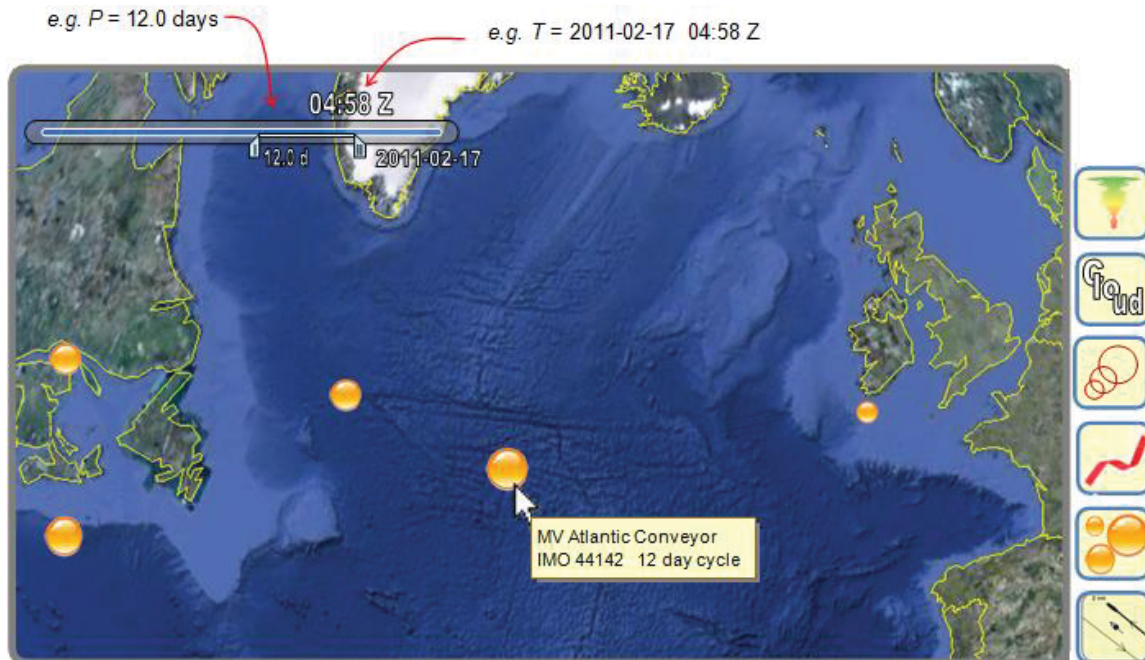 e.g. P = 12.0 days
e.g. T = 2011-02-17 04:58 Z
04:58 Z
12.0 d
2011-02-17
Cloud
MV Atlantic Conveyor
IMO 44142 12 day cycle